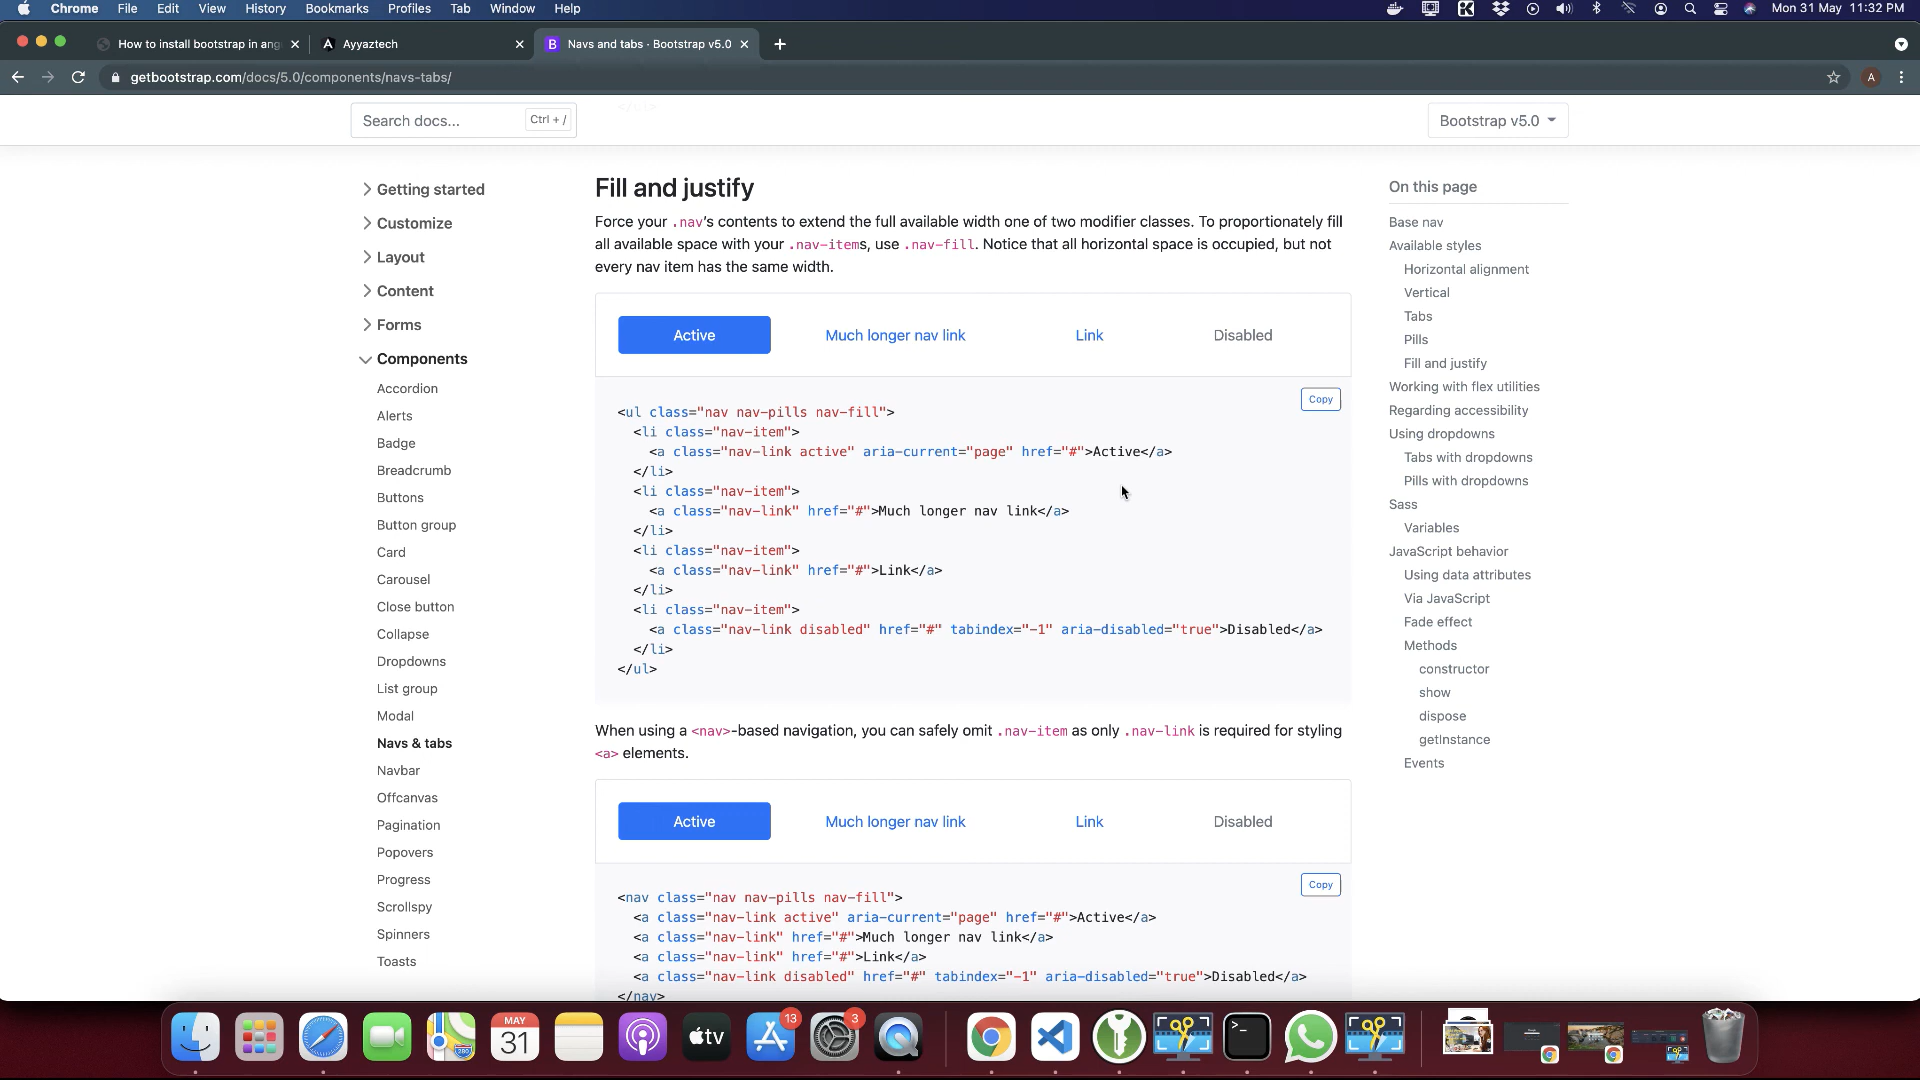 Chrome File Edit View History Bookmarks Profiles Tab Window Help
Mon 31 May 11:32 PM
How to install bootstrap in ang
Ayyaztech
Navs and tabs · Bootstrap v5.0
getbootstrap.com/docs/5.0/components/navs-tabs/
A
Search docs...
Ctrl + /
Bootstrap v5.0
Getting started
Customize
Layout
Content
Forms
Components
Accordion
Alerts
Badge
Breadcrumb
Buttons
Button group
Card
Carousel
Close button
Collapse
Dropdowns
List group
Modal
Navs & tabs
Navbar
Offcanvas
Pagination
Popovers
Progress
Scrollspy
Spinners
Toasts
Fill and justify
Force your .nav's contents to extend the full available width one of two modifier classes. To proportionately fill
all available space with your .nav-items, use .nav-fill. Notice that all horizontal space is occupied, but not
every nav item has the same width.
Active Much longer nav link Link Disabled
Copy
<ul class="nav nav-pills nav-fill">
<li class="nav-item">
<a class="nav-link active" aria-current="page" href="#">Active</a>
</li>
<li class="nav-item">
<a class="nav-link" href="#">Much longer nav link</a>
</li>
<li class="nav-item">
<a class="nav-link" href="#">Link</a>
</li>
<li class="nav-item">
<a class="nav-link disabled" href="#" tabindex="-1" aria-disabled="true">Disabled</a>
</li>
</ul>
When using a <nav>-based navigation, you can safely omit .nav-item as only .nav-link is required for styling
<a> elements.
Active Much longer nav link Link Disabled
Copy
<nav class="nav nav-pills nav-fill">
<a class="nav-link active" aria-current="page" href="#">Active</a>
<a class="nav-link" href="#">Much longer nav link</a>
<a class="nav-link" href="#">Link</a>
<a class="nav-link disabled" href="#" tabindex="-1" aria-disabled="true">Disabled</a>
</nav>
On this page
Base nav
Available styles
Horizontal alignment
Vertical
Tabs
Pills
Fill and justify
Working with flex utilities
Regarding accessibility
Using dropdowns
Tabs with dropdowns
Pills with dropdowns
Sass
Variables
JavaScript behavior
Using data attributes
Via JavaScript
Fade effect
Methods
constructor
show
dispose
getInstance
Events
MAY
31
tv
13
3